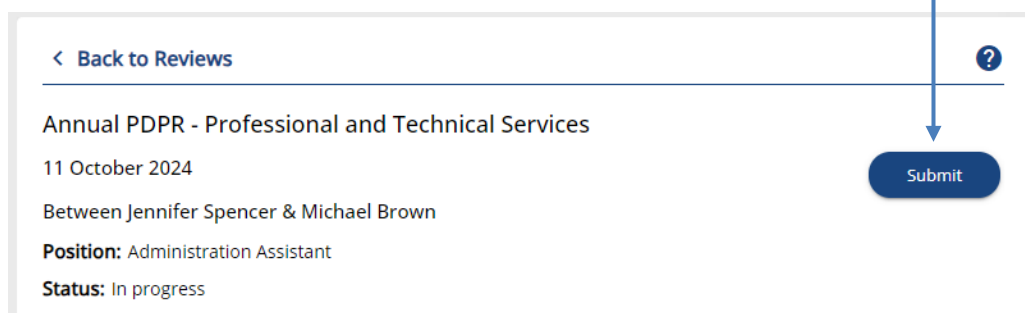 Back to Reviews
Annual PDPR - Professional and Technical Services
11 October 2024
Submit
Between Jennifer Spencer & Michael Brown
Position: Administration Assistant
Status: In progress